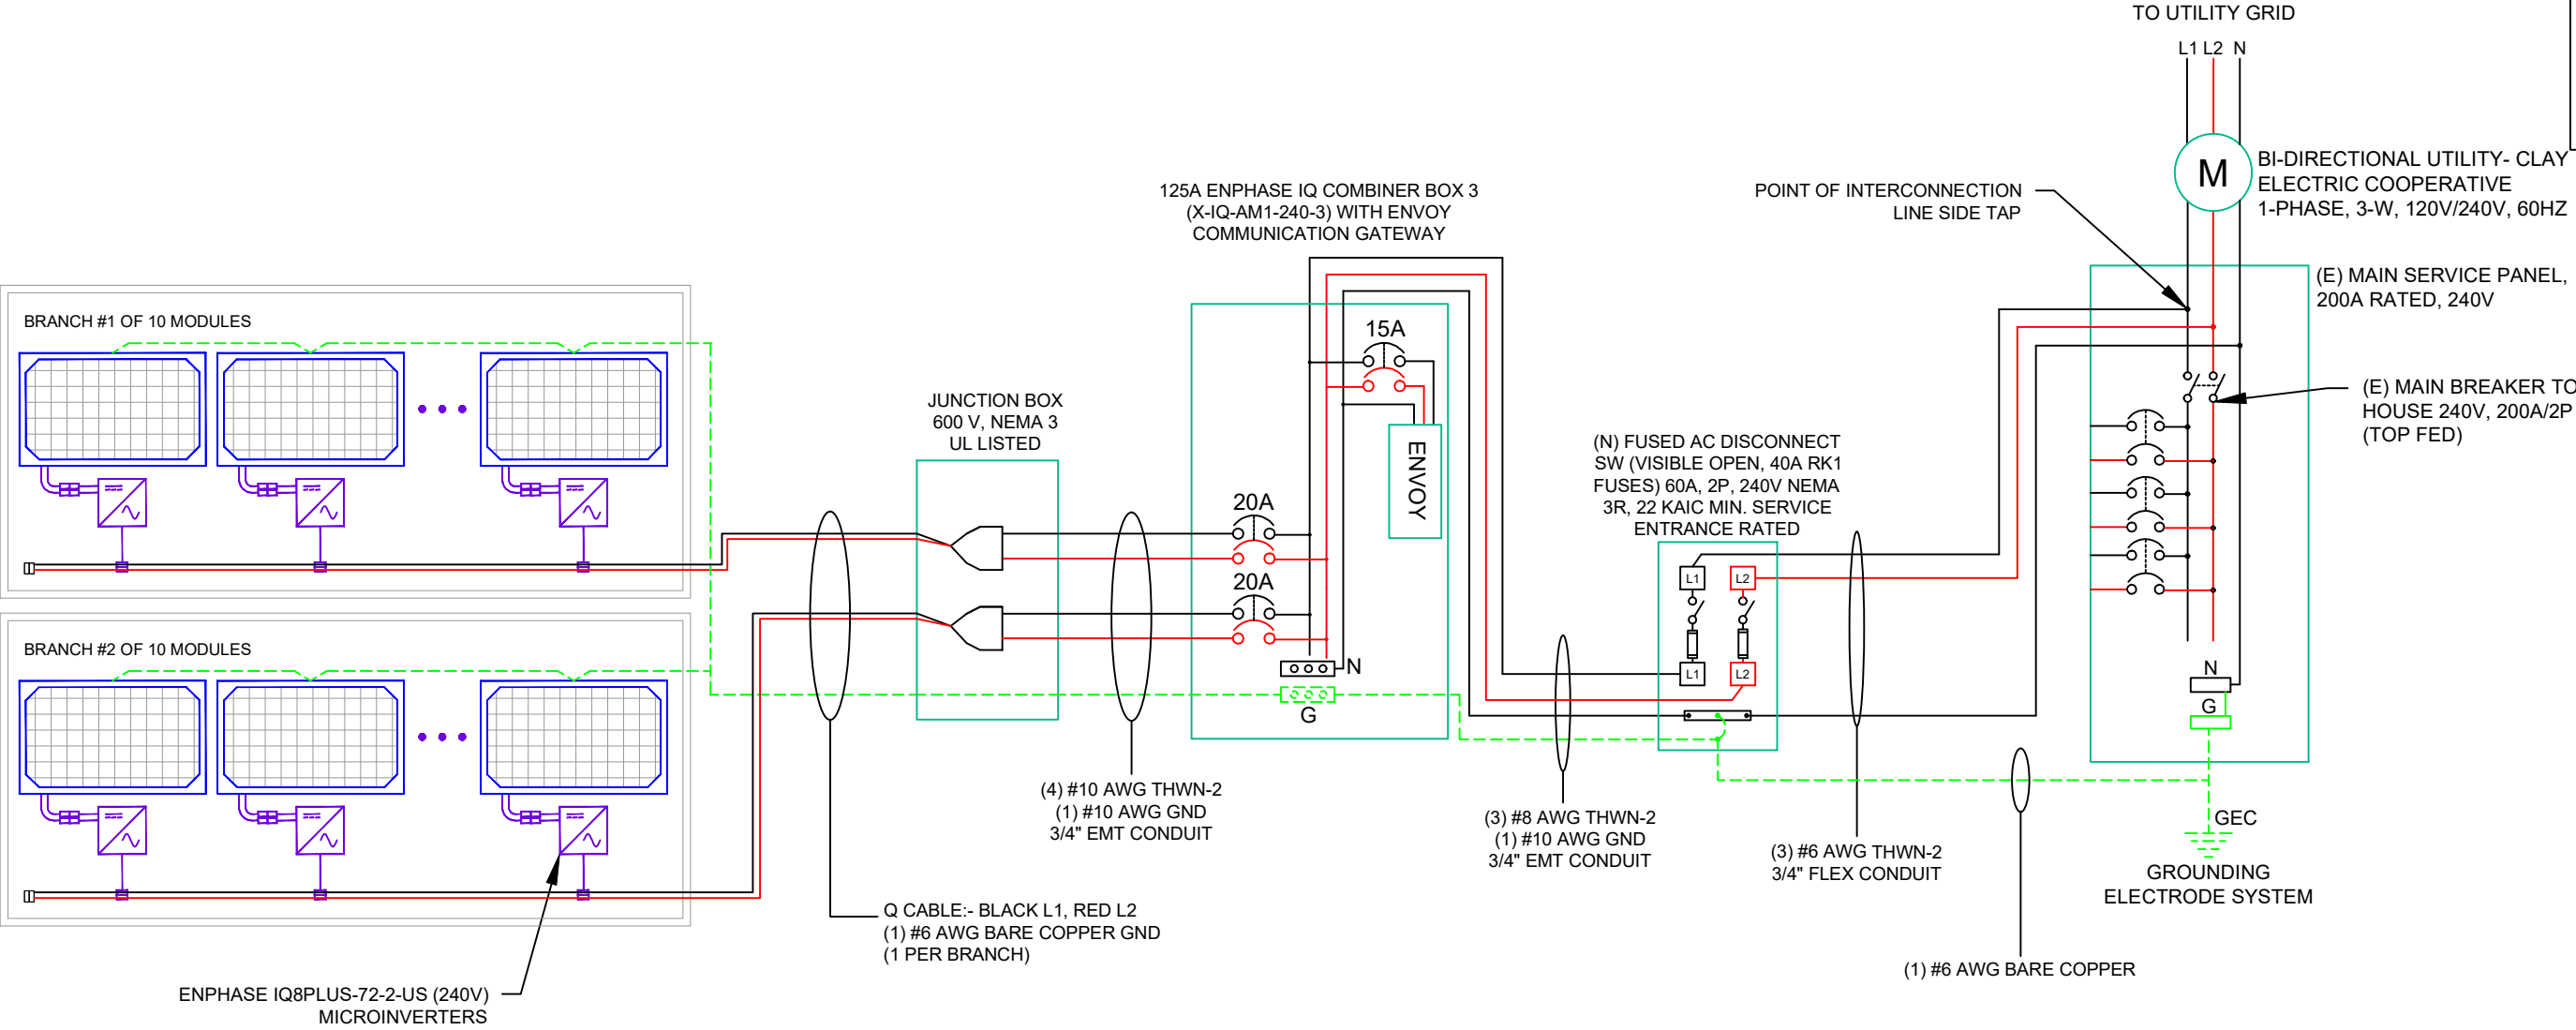 TO UTILITY GRID
L1 L2 N
M
BI-DIRECTIONAL UTILITY- CLAY
ELECTRIC COOPERATIVE
1-PHASE, 3-W, 120V/240V, 60HZ
POINT OF INTERCONNECTION
LINE SIDE TAP
125A ENPHASE IQ COMBINER BOX 3
(X-IQ-AM1-240-3) WITH ENVOY
COMMUNICATION GATEWAY
(E) MAIN SERVICE PANEL,
200A RATED, 240V
BRANCH #1 OF 10 MODULES
15A
(E) MAIN BREAKER TO
HOUSE 240V, 200A/2P
(TOP FED)
JUNCTION BOX
600 V, NEMA 3
UL LISTED
ENVOY
(N) FUSED AC DISCONNECT
SW (VISIBLE OPEN, 40A RK1
FUSES) 60A, 2P, 240V NEMA
3R, 22 KAIC MIN. SERVICE
ENTRANCE RATED
20A
20A
L1 L2
L1 L2
BRANCH #2 OF 10 MODULES
N
G
N
G
(4) #10 AWG THWN-2
(1) #10 AWG GND
3/4" EMT CONDUIT
(3) #8 AWG THWN-2
(1) #10 AWG GND
3/4" EMT CONDUIT
(3) #6 AWG THWN-2
3/4" FLEX CONDUIT
GEC
GROUNDING
ELECTRODE SYSTEM
Q CABLE:- BLACK L1, RED L2
(1) #6 AWG BARE COPPER GND
(1 PER BRANCH)
(1) #6 AWG BARE COPPER
ENPHASE IQ8PLUS-72-2-US (240V)
MICROINVERTERS